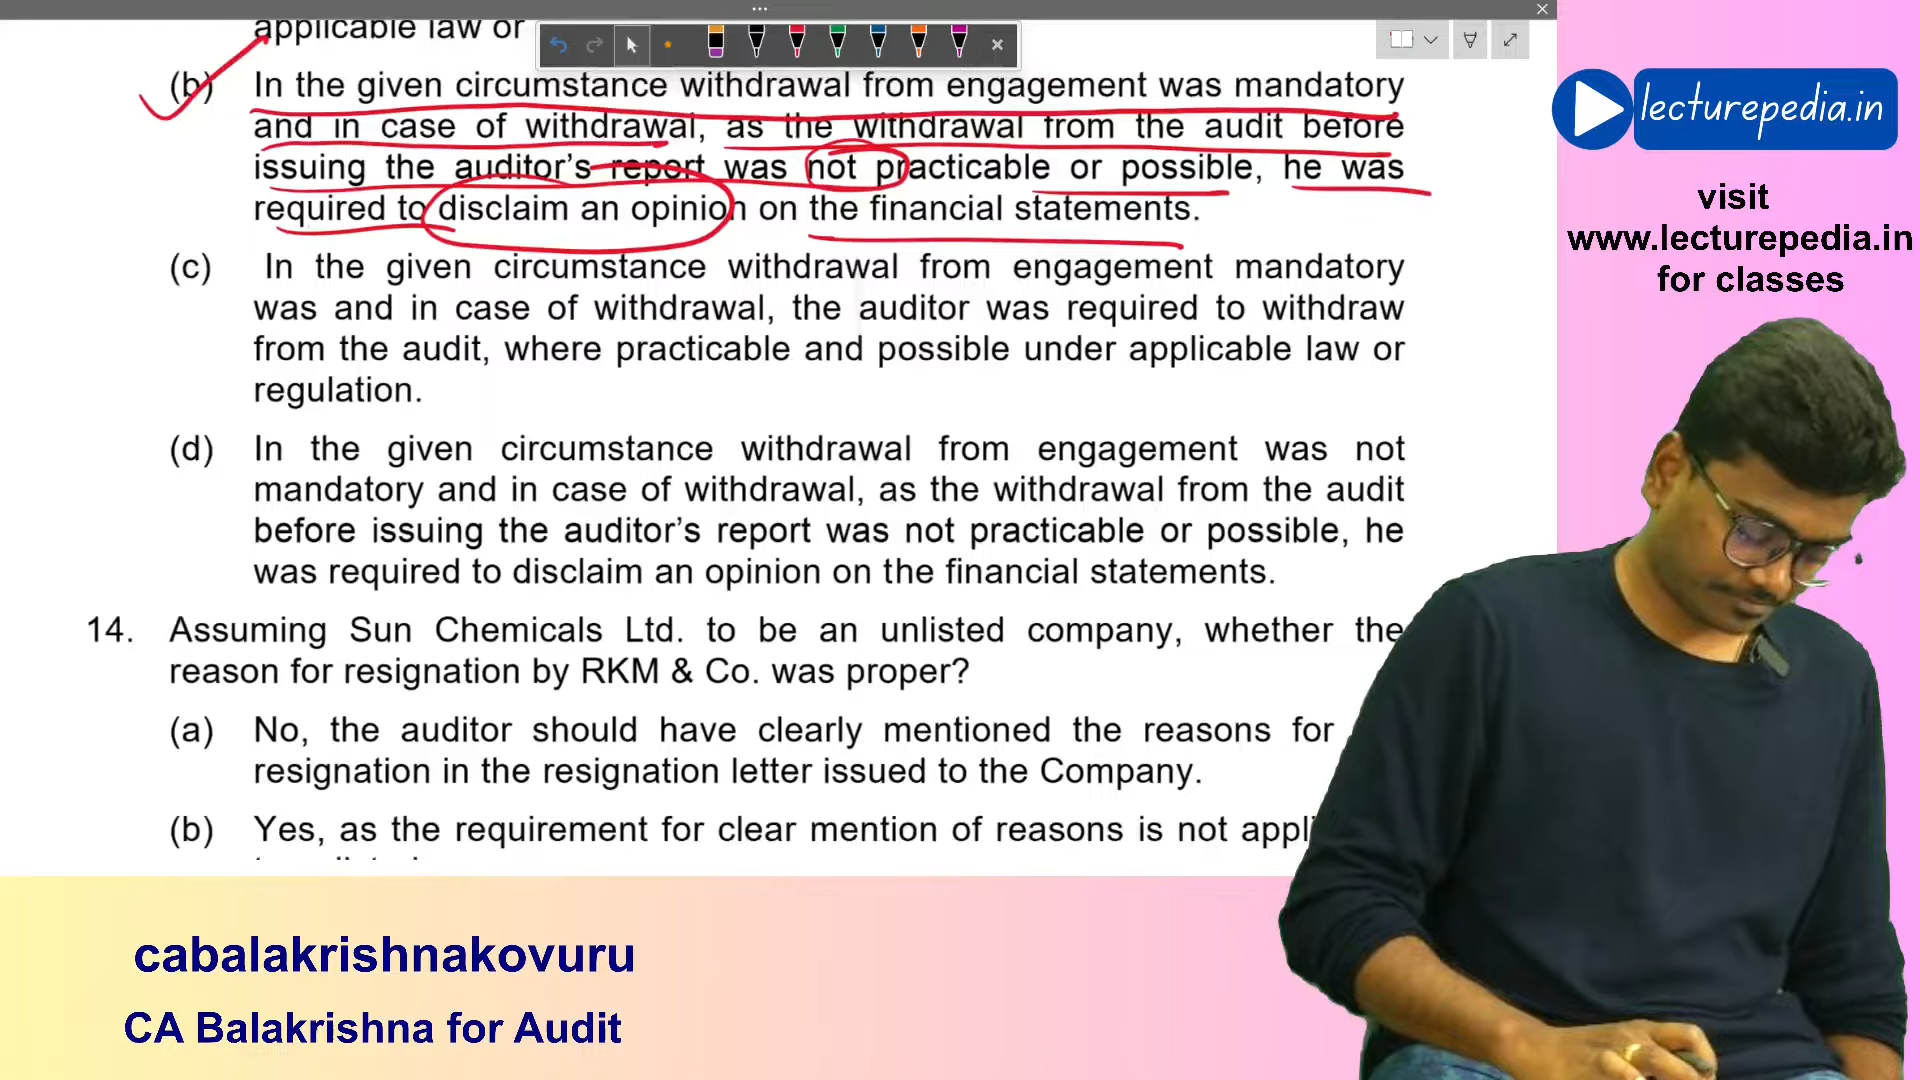 applicable law or
(b) In the given circumstance withdrawal from engagement was mandatory
and in case of withdrawal, as the withdrawal from the audit before
issuing the auditor's report was not practicable or possible, he was
required to disclaim an opinion on the financial statements.
(c) In the given circumstance withdrawal from engagement mandatory
was and in case of withdrawal, the auditor was required to withdraw
from the audit, where practicable and possible under applicable law or
regulation.
(d) In the given circumstance withdrawal from engagement was not
mandatory and in case of withdrawal, as the withdrawal from the audit
before issuing the auditor's report was not practicable or possible, he
was required to disclaim an opinion on the financial statements.
14. Assuming Sun Chemicals Ltd. to be an unlisted company, whether the
reason for resignation by RKM & Co. was proper?
(a) No, the auditor should have clearly mentioned the reasons for
resignation in the resignation letter issued to the Company.
(b) Yes, as the requirement for clear mention of reasons is not
lecturepedia.in
visit
www.lecturepedia.in
for classes
cabalakrishnakovuru
CA Balakrishna for Audit